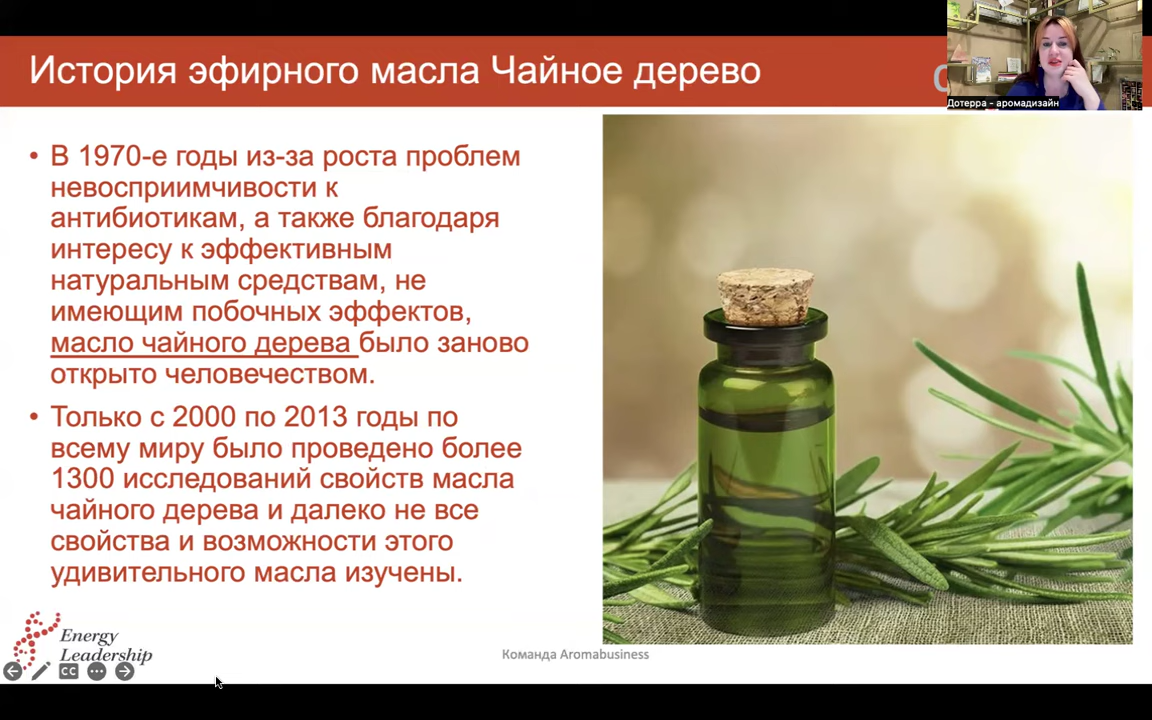 История эфирного масла Чайное дерево
Дотерра - аромадизайн
• В 1970-е годы из-за роста проблем
невосприимчивости к
антибиотикам, а также благодаря
интересу к эффективным
натуральным средствам, не
имеющим побочных эффектов,
масло чайного дерева было заново
открыто человечеством.
• Только с 2000 по 2013 годы по
всему миру было проведено более
1300 исследований свойств масла
чайного дерева и далеко не все
свойства и возможности этого
удивительного масла изучены.
Energy
Leadership
CC
Команда Aromabusiness